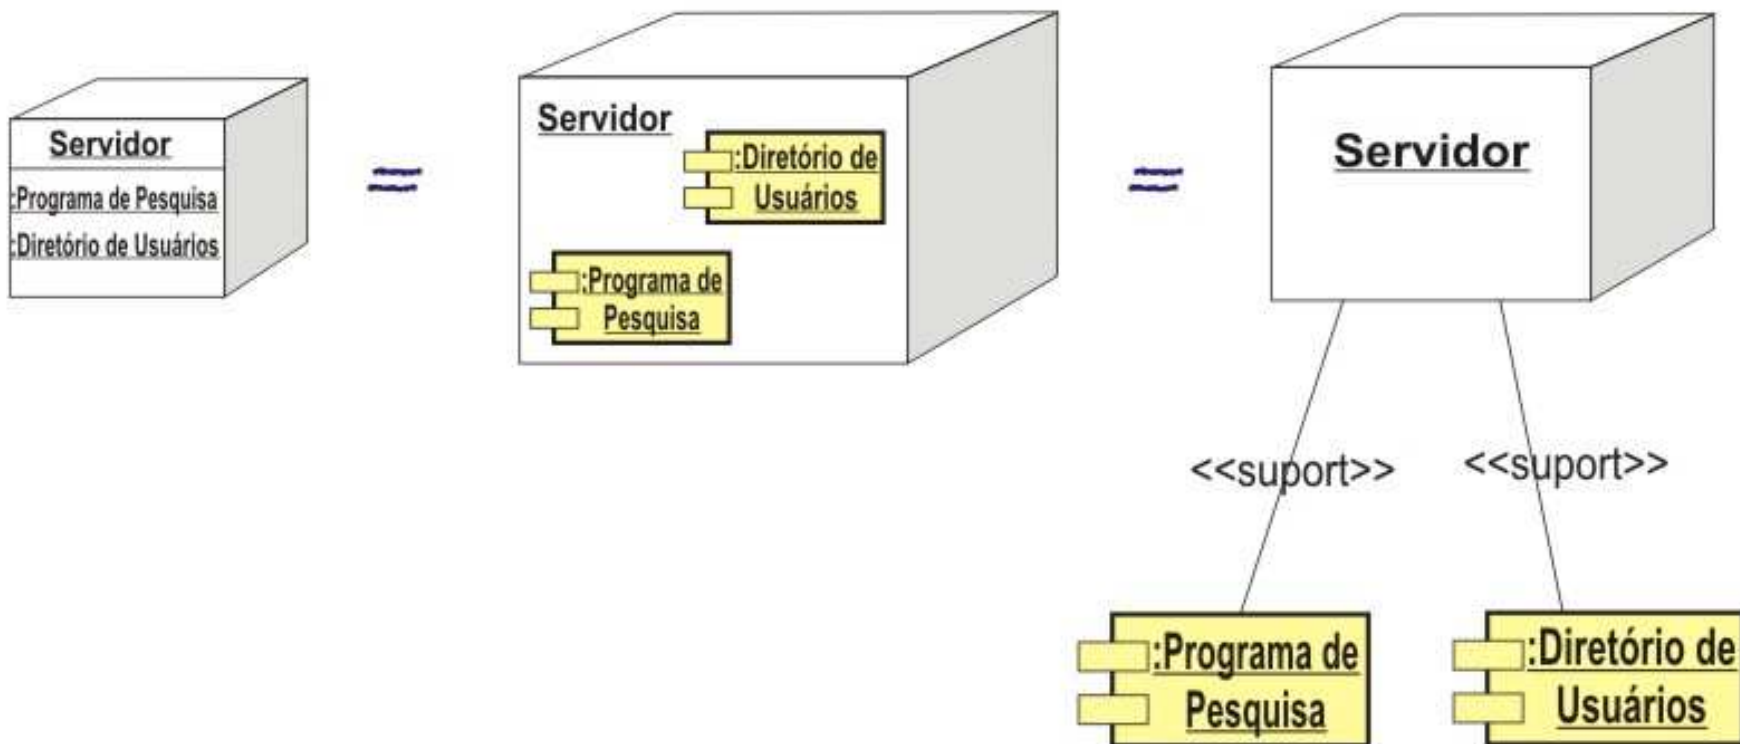 Servidor
:Programa de Pesquisa
:Diretório de Usuários
=
Servidor
:Diretório de
Usuários
:Programa de
Pesquisa
=
Servidor
<<suport>>
<<suport>>
:Programa de
Pesquisa
:Diretório de
Usuários